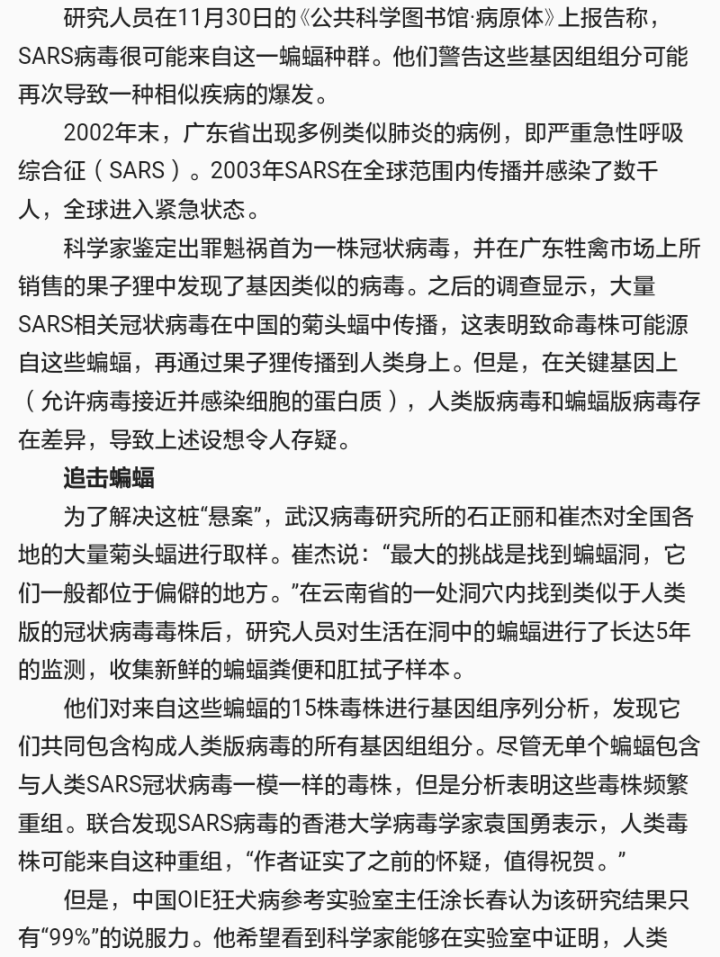 研究人员在11月30日的《公共科学图书馆·病原体》上报告称，
SARS病毒很可能来自这一蝙蝠种群。他们警告这些基因组组分可能
再次导致一种相似疾病的爆发。
2002年末，广东省出现多例类似肺炎的病例，即严重急性呼吸
综合征（SARS）。2003年SARS在全球范围内传播并感染了数千
人，全球进入紧急状态。
科学家鉴定出罪魁祸首为一株冠状病毒，并在广东牲禽市场上所
销售的果子狸中发现了基因类似的病毒。之后的调查显示，大量
SARS相关冠状病毒在中国的菊头蝠中传播，这表明致命毒株可能源
自这些蝙蝠，再通过果子狸传播到人类身上。但是，在关键基因上
（允许病毒接近并感染细胞的蛋白质），人类版病毒和蝙蝠版病毒存
在差异，导致上述设想令人存疑。
追击蝙蝠
为了解决这桩“悬案”，武汉病毒研究所的石正丽和崔杰对全国各
地的大量菊头蝠进行取样。崔杰说：“最大的挑战是找到蝙蝠洞，它
们一般都位于偏僻的地方。”在云南省的一处洞穴内找到类似于人类
版的冠状病毒毒株后，研究人员对生活在洞中的蝙蝠进行了长达5年
的监测，收集新鲜的蝙蝠粪便和肛拭子样本。
他们对来自这些蝙蝠的15株毒株进行基因组序列分析，发现它
们共同包含构成人类版病毒的所有基因组组分。尽管无单个蝙蝠包含
与人类SARS冠状病毒一模一样的毒株，但是分析表明这些毒株频繁
重组。联合发现SARS病毒的香港大学病毒学家袁国勇表示，人类毒
株可能来自这种重组，“作者证实了之前的怀疑，值得祝贺。”
但是，中国OIE狂犬病参考实验室主任涂长春认为该研究结果只
有“99%”的说服力。他希望看到科学家能够在实验室中证明，人类